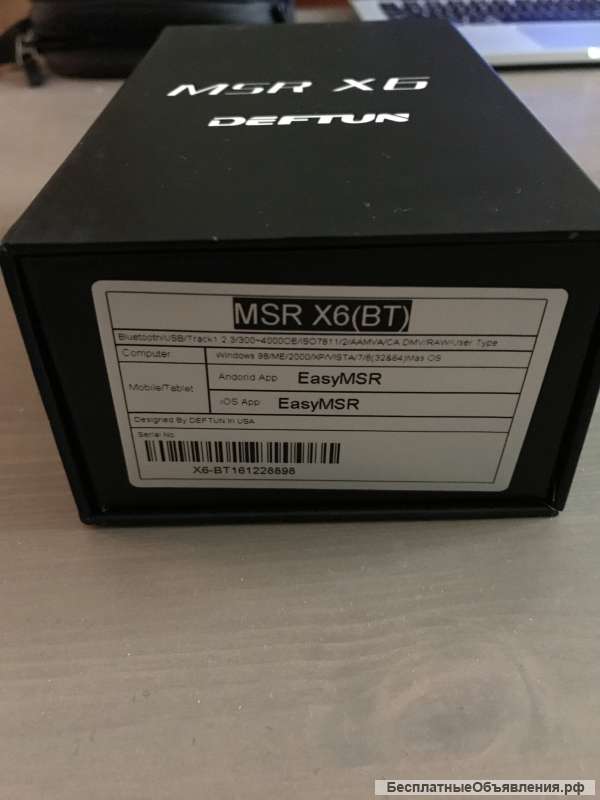 MSR X6
DEFTUN
MSR X6(BT)
Bluetooth/USB/Track1.2.3/300~4000OE/ISO7811/2/AAMVA/CA DMV/RAW/User Type
Computer Windows 98/ME/2000/XP/VISTA/7/8(32&64)Mas OS
Mobile/Tablet
Andorid App: EasyMSR
iOS App: EasyMSR
Designed By DEFTUN In USA
Serial No
X6-BT161228898
БесплатныеОбъявления.рф